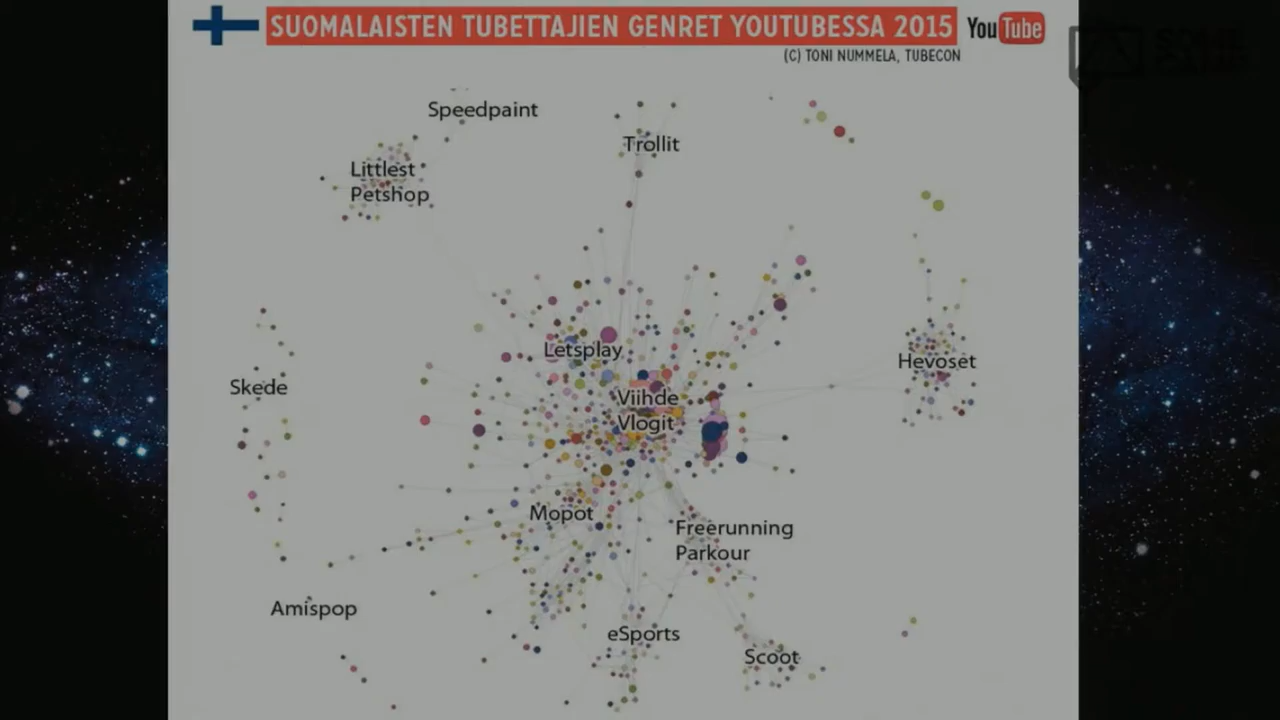 SUOMALAISTEN TUBETTAJIEN GENRET YOUTUBESSA 2015
YouTube
(C) TONI NUMMELA, TUBECON
Speedpaint
Trollit
Littlest
Petshop
Letsplay
Hevoset
Skede
Viihde
Vlogit
Mopot
Freerunning
Parkour
Amispop
eSports
Scoot